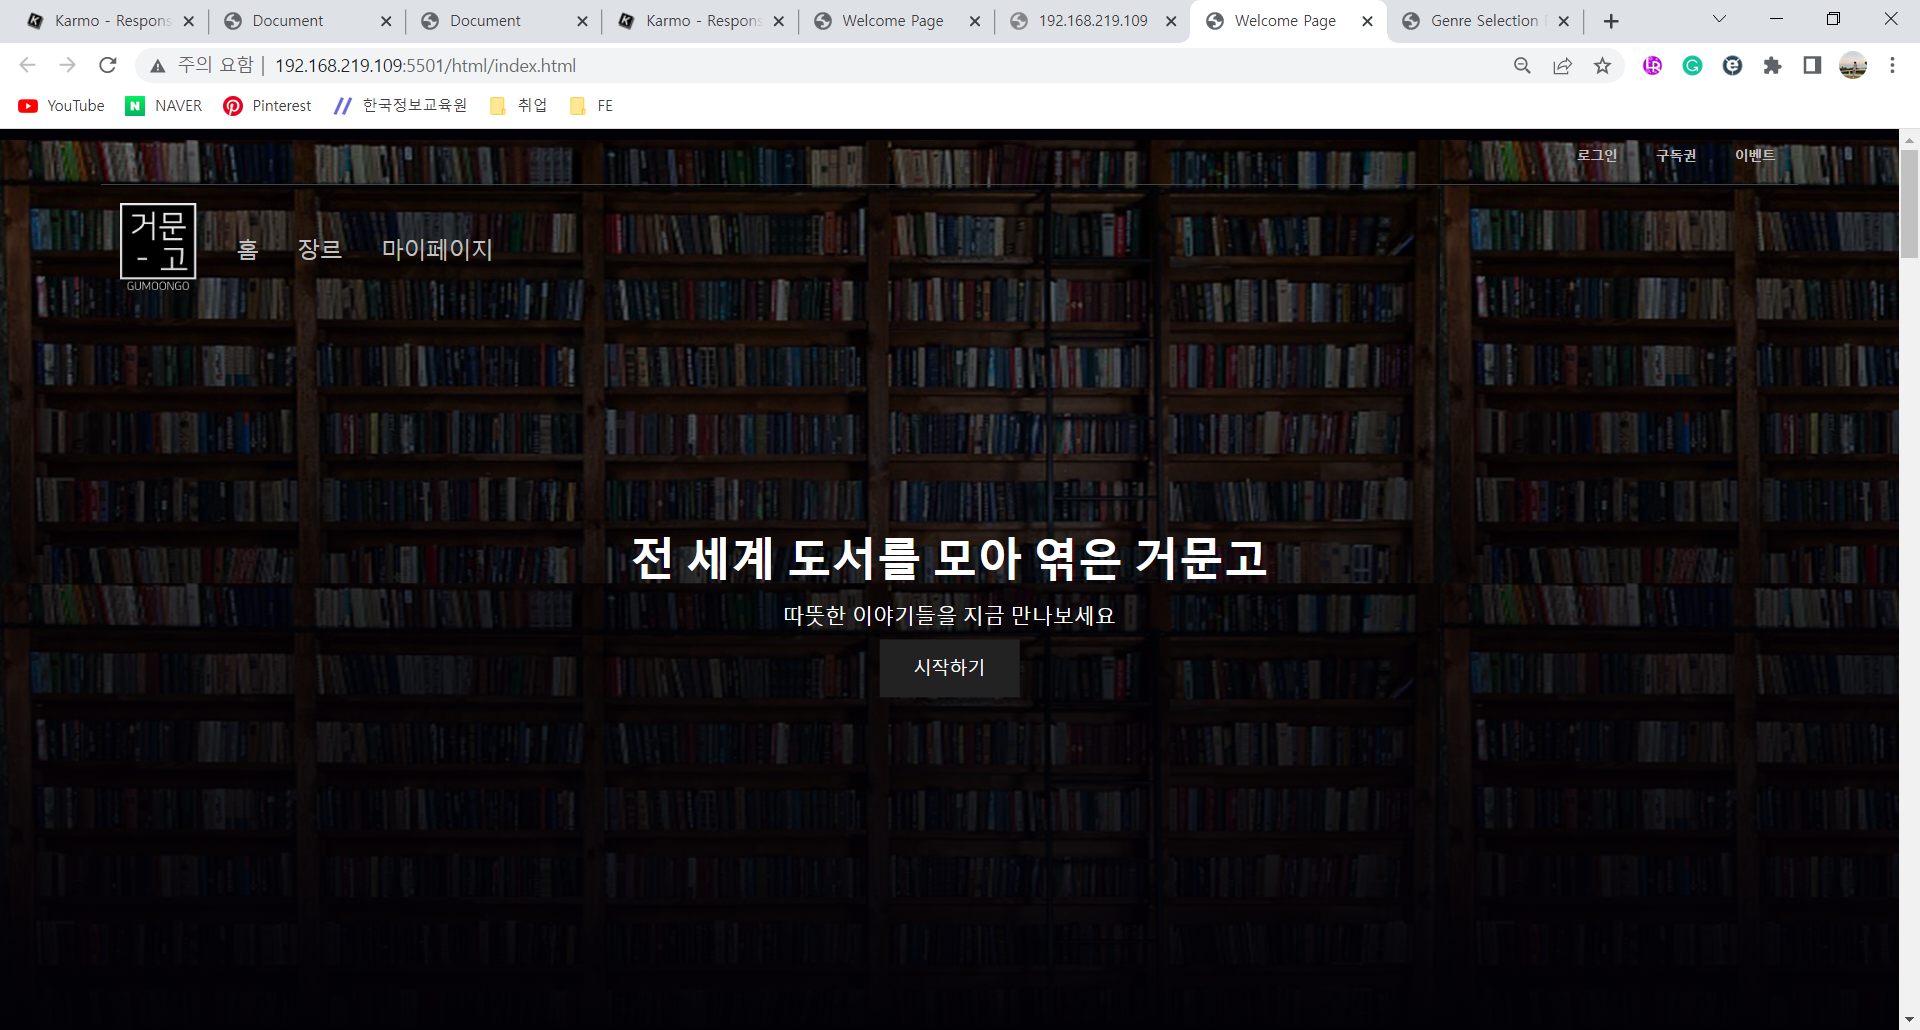 Karmo - Respons
Document
Document
Karmo - Respons
Welcome Page
192.168.219.109
Welcome Page
Genre Selection
주의 요함
192.168.219.109:5501/html/index.html
YouTube
NAVER
Pinterest
한국정보교육원
취업
FE
로그인
구독권
이벤트
거문
- 고
GUMOONGO
홈
장르
마이페이지
전 세계 도서를 모아 엮은 거문고
따뜻한 이야기들을 지금 만나보세요
시작하기